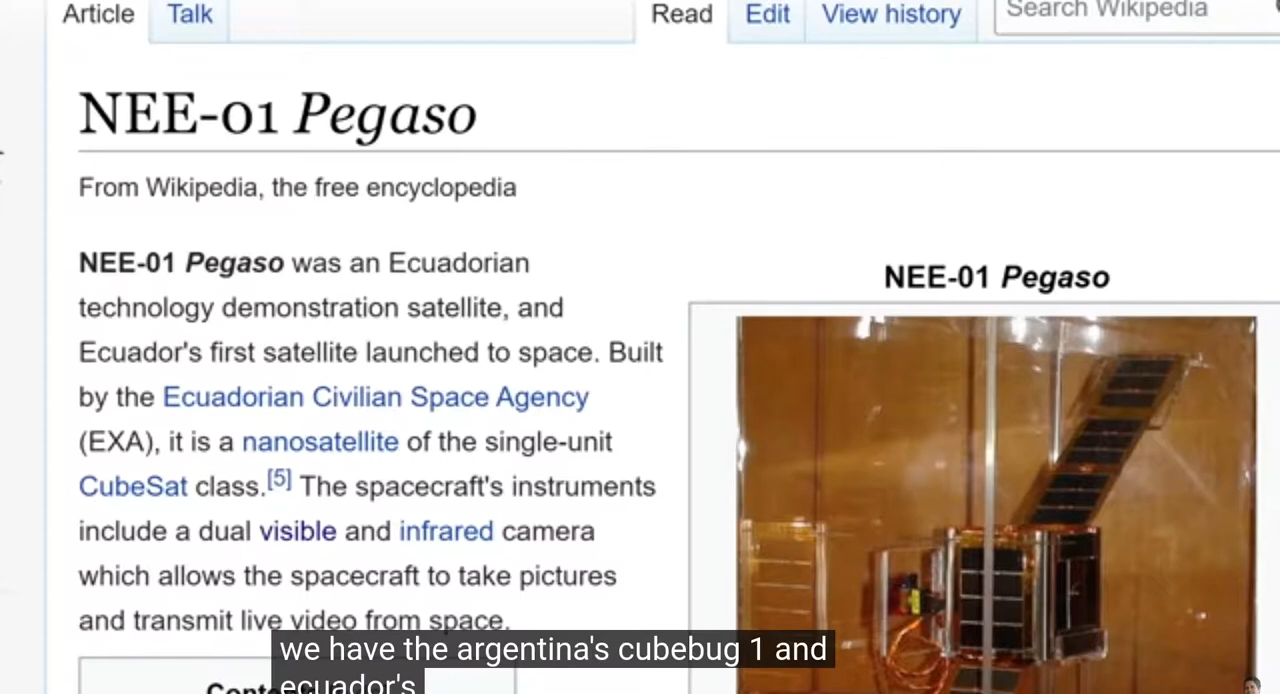 Article Talk Read Edit View history Search Wikipedia
NEE-01 Pegaso
From Wikipedia, the free encyclopedia
NEE-01 Pegaso was an Ecuadorian
technology demonstration satellite, and
Ecuador's first satellite launched to space. Built
by the Ecuadorian Civilian Space Agency
(EXA), it is a nanosatellite of the single-unit
CubeSat class.[5] The spacecraft's instruments
include a dual visible and infrared camera
which allows the spacecraft to take pictures
and transmit live video from space.
NEE-01 Pegaso
we have the argentina's cubebug 1 and
ecuador's